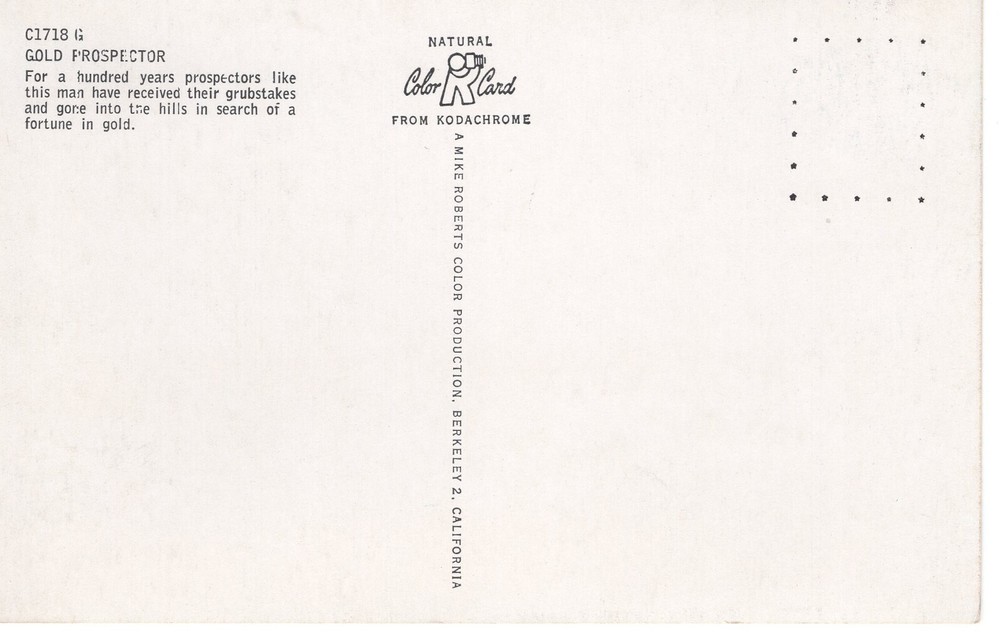 C1718 G
GOLD PROSPECTOR
For a hundred years prospectors like
this man have received their grubstakes
and gone into the hills in search of a
fortune in gold.
NATURAL
Color Card
FROM KODACHROME
A MIKE ROBERTS COLOR PRODUCTION, BERKELEY 2, CALIFORNIA